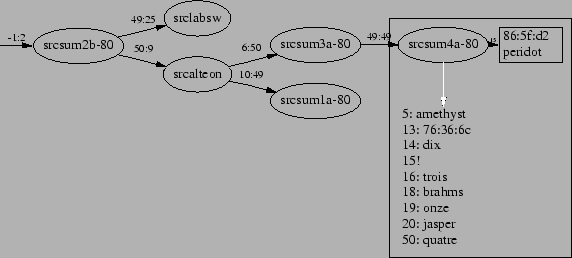 -1:2
srcsum2b-80
49:25
srclabsw
50:9
srcalteon
6:50
srcsum3a-80
10:49
srcsum1a-80
49:49
srcsum4a-80
86:5f:d2
peridot
5: amethyst
13: 76:36:6c
14: dix
15!
16: trois
18: brahms
19: onze
20: jasper
50: quatre